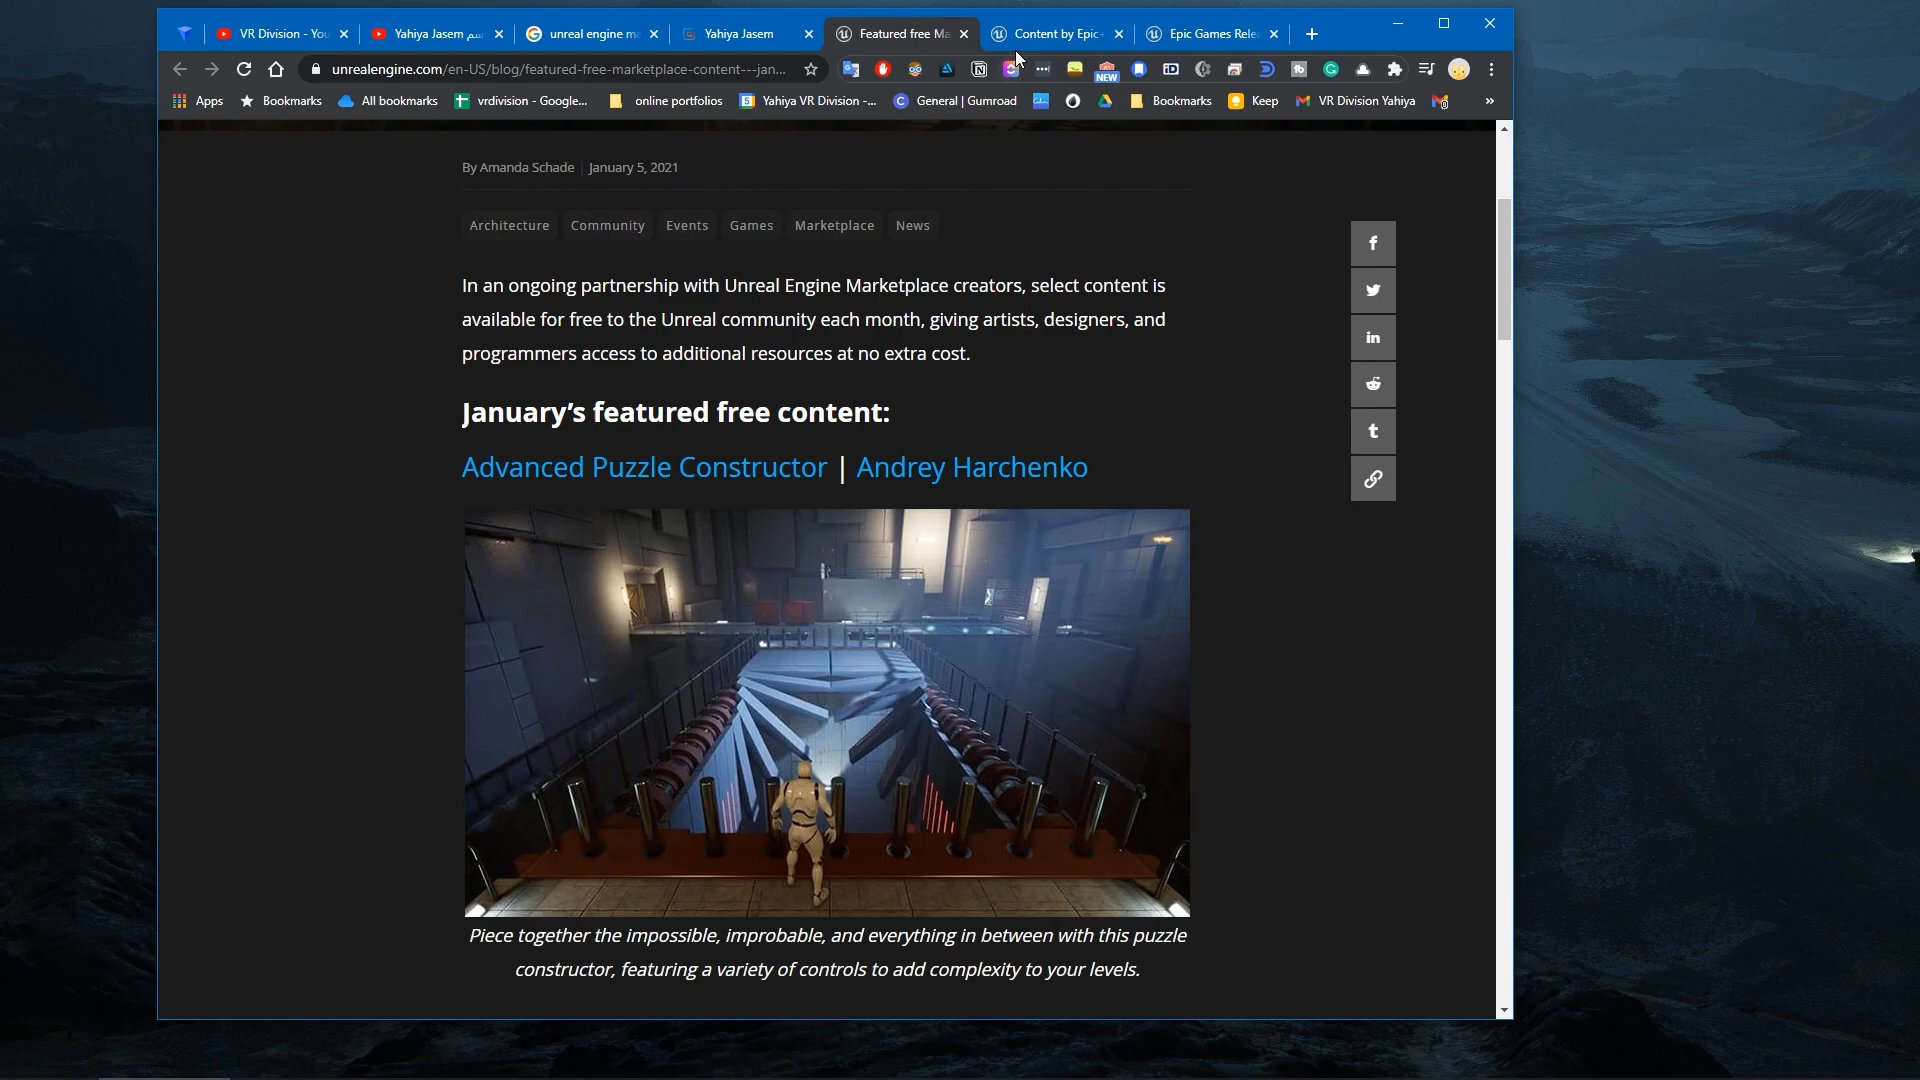 VR Division - You
Yahiya Jasem
unreal engine ma
Yahiya Jasem
Featured free Ma
Content by Epic
Epic Games Relea
unrealengine.com/en-US/blog/featured-free-marketplace-content---jan...
NEW
Apps
Bookmarks
All bookmarks
vrdivision - Google...
online portfolios
Yahiya VR Division -...
General | Gumroad
Bookmarks
Keep
VR Division Yahiya
»
By Amanda Schade | January 5, 2021
Architecture Community Events Games Marketplace News
In an ongoing partnership with Unreal Engine Marketplace creators, select content is
available for free to the Unreal community each month, giving artists, designers, and
programmers access to additional resources at no extra cost.
January’s featured free content:
Advanced Puzzle Constructor | Andrey Harchenko
Piece together the impossible, improbable, and everything in between with this puzzle
constructor, featuring a variety of controls to add complexity to your levels.